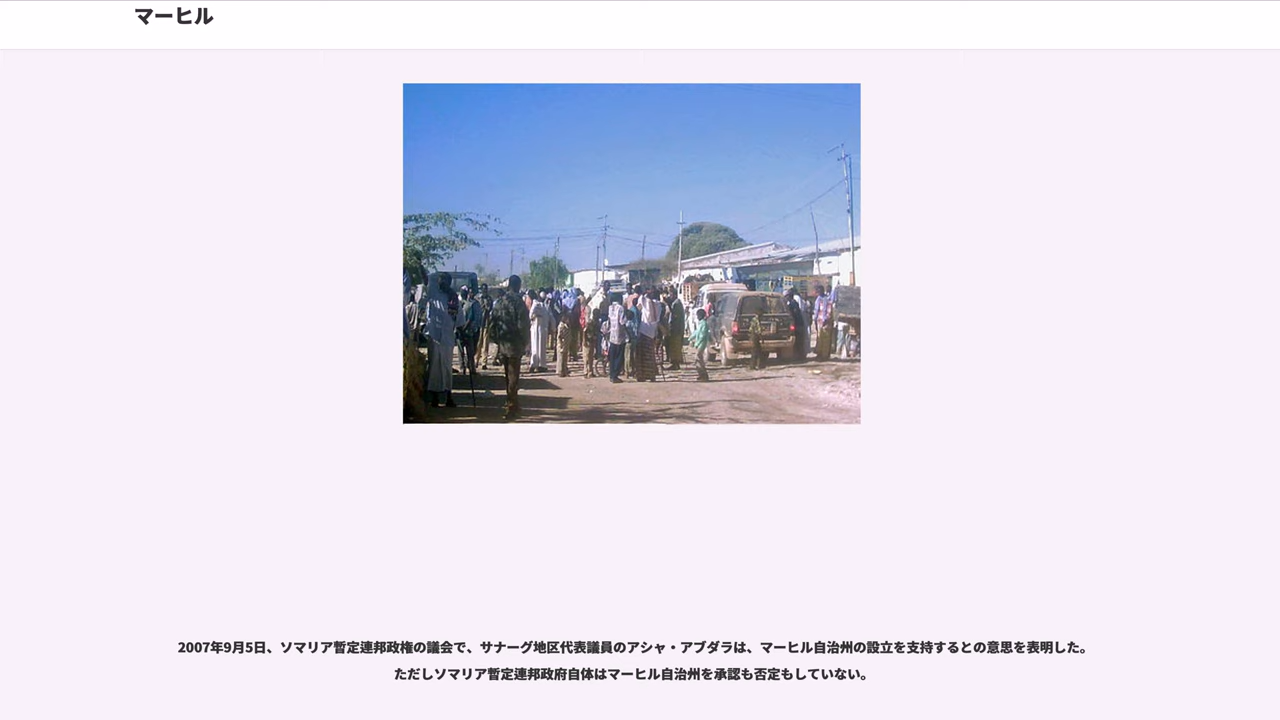 マーヒル
2007年9月5日、ソマリア暫定連邦政権の議会で、サナーグ地区代表議員のアシャ・アブダラは、マーヒル自治州の設立を支持するとの意思を表明した。
ただしソマリア暫定連邦政府自体はマーヒル自治州を承認も否定もしていない。